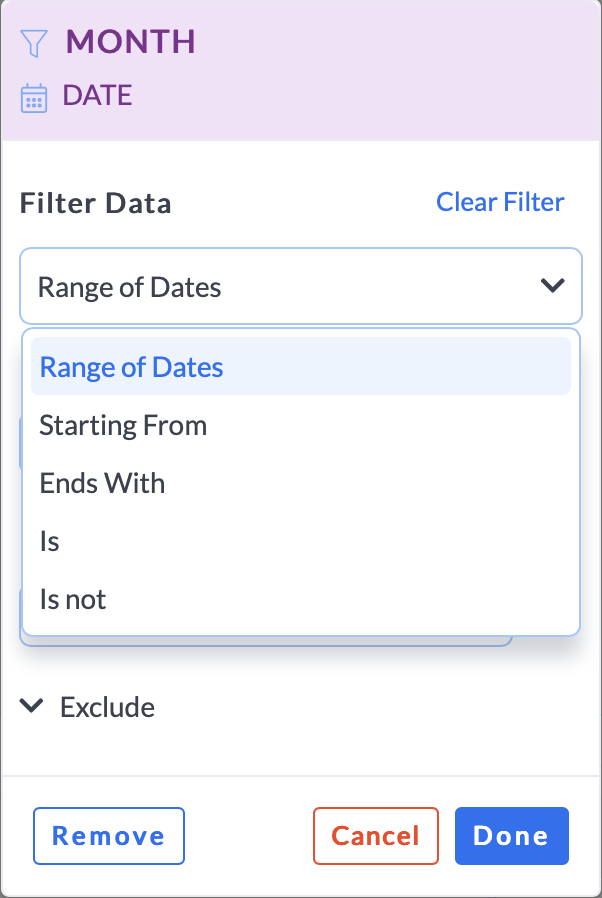 MONTH
DATE
Filter Data
Clear Filter
Range of Dates
Range of Dates
Starting From
Ends With
Is
Is not
Exclude
Remove
Cancel
Done